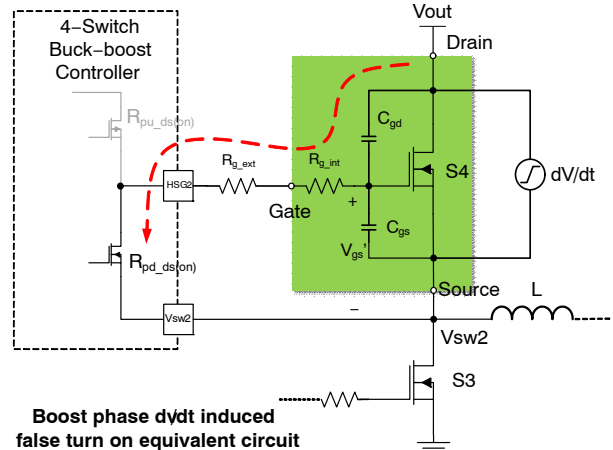 4-Switch
Buck-boost
Controller
Vout
Drain
Rpu_ds(on)
Cgd
Rg_ext
Rg_int
S4
dV/dt
HSG2
Gate
+
Cgs
Vgs'
Rpd_ds(on)
Source
L
Vsw2
-
Vsw2
S3
Boost phase dv/dt induced
false turn on equivalent circuit